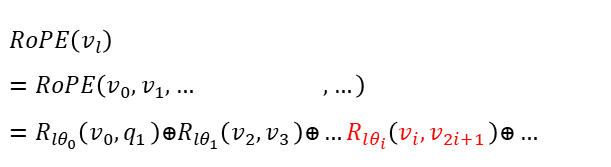 RoPE(v_l)
= RoPE(v_0, v_1, … , …)
= R_{lθ_0}(v_0, q_1)⊕R_{lθ_1}(v_2, v_3)⊕ … R_{lθ_i}(v_i, v_{2i+1})⊕ …